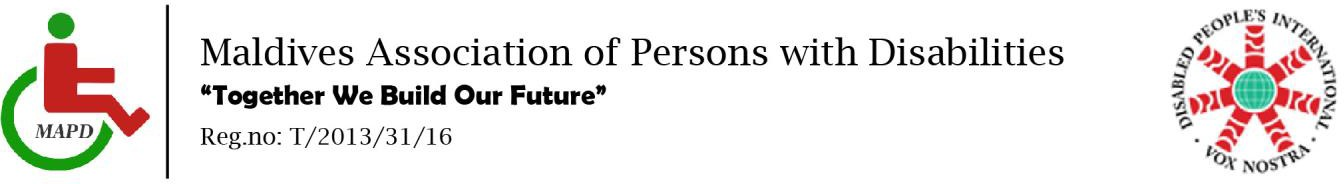 MAPD
Maldives Association of Persons with Disabilities
“Together We Build Our Future”
Reg.no: T/2013/31/16
DISABLED PEOPLE'S INTERNATIONAL
· VOX NOSTRA ·